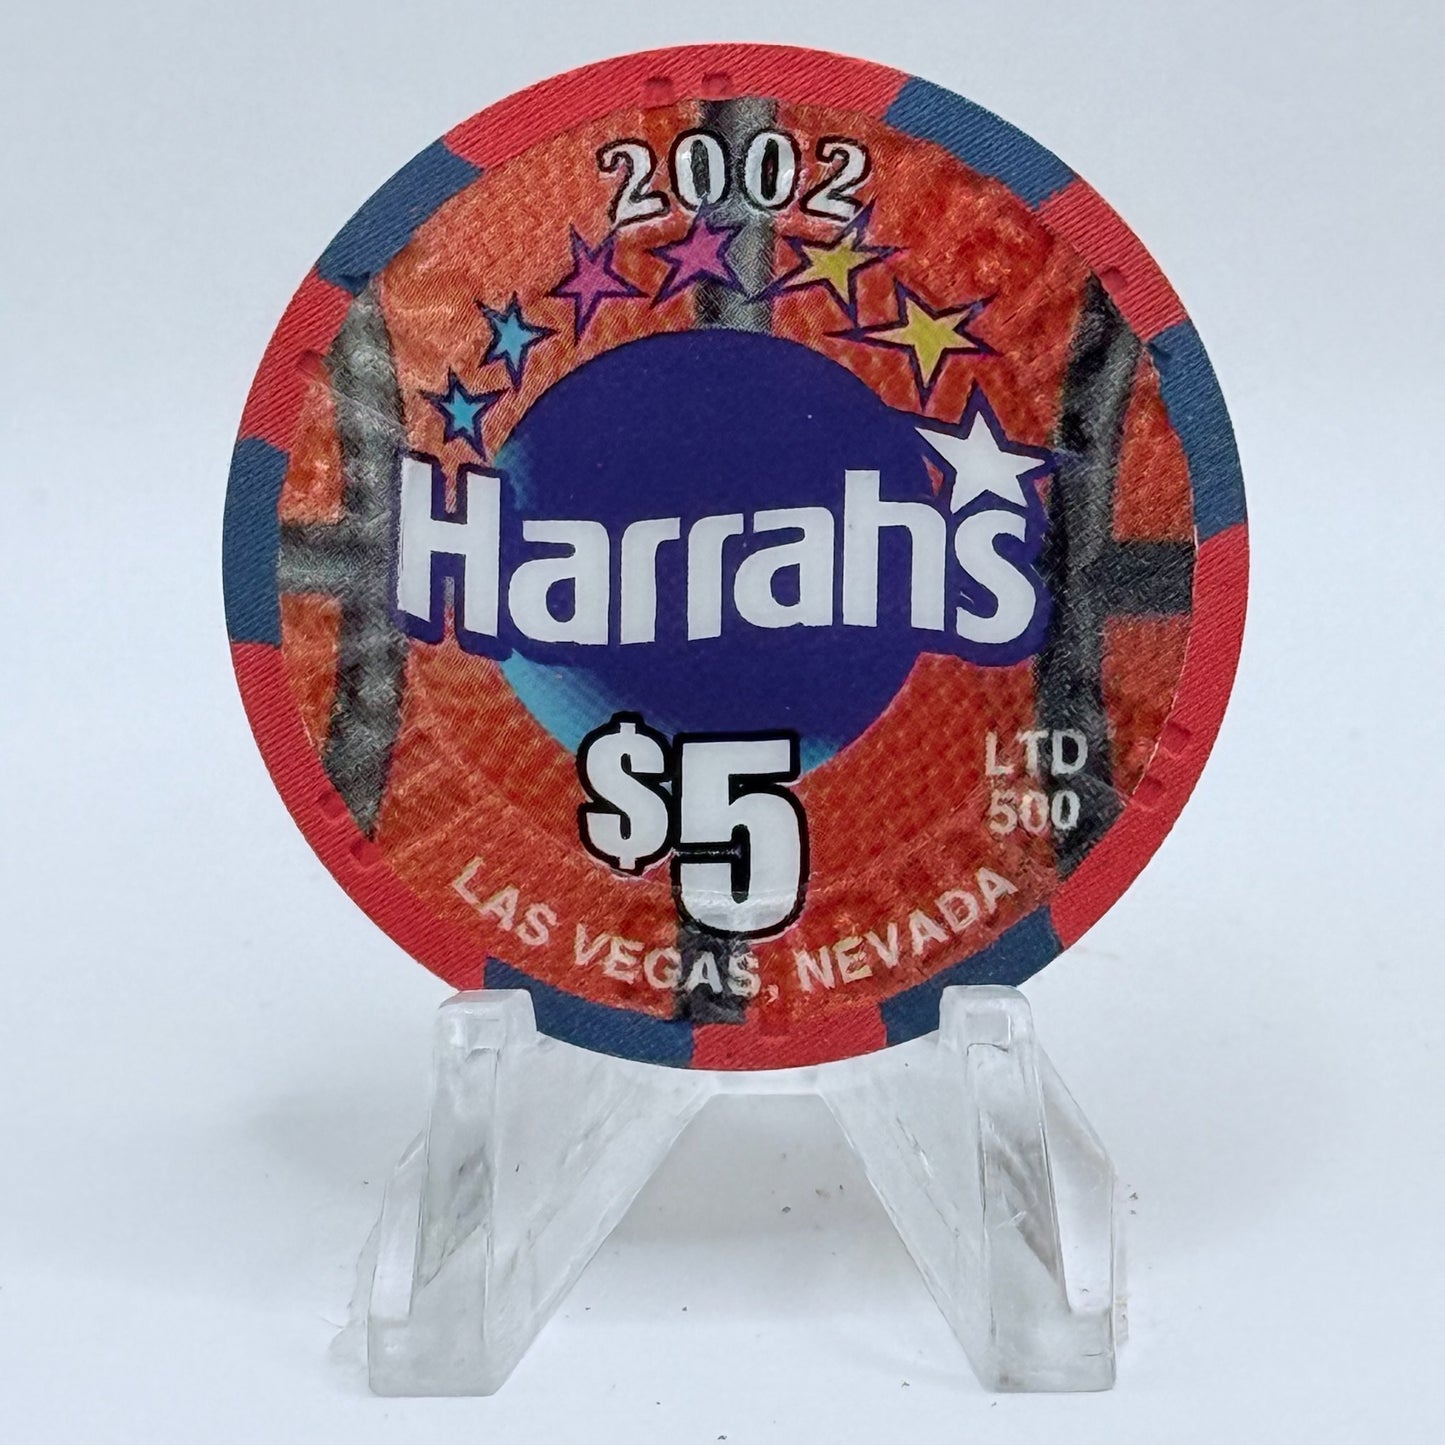 2002
Harrah's
$5
LTD
500
LAS VEGAS, NEVADA